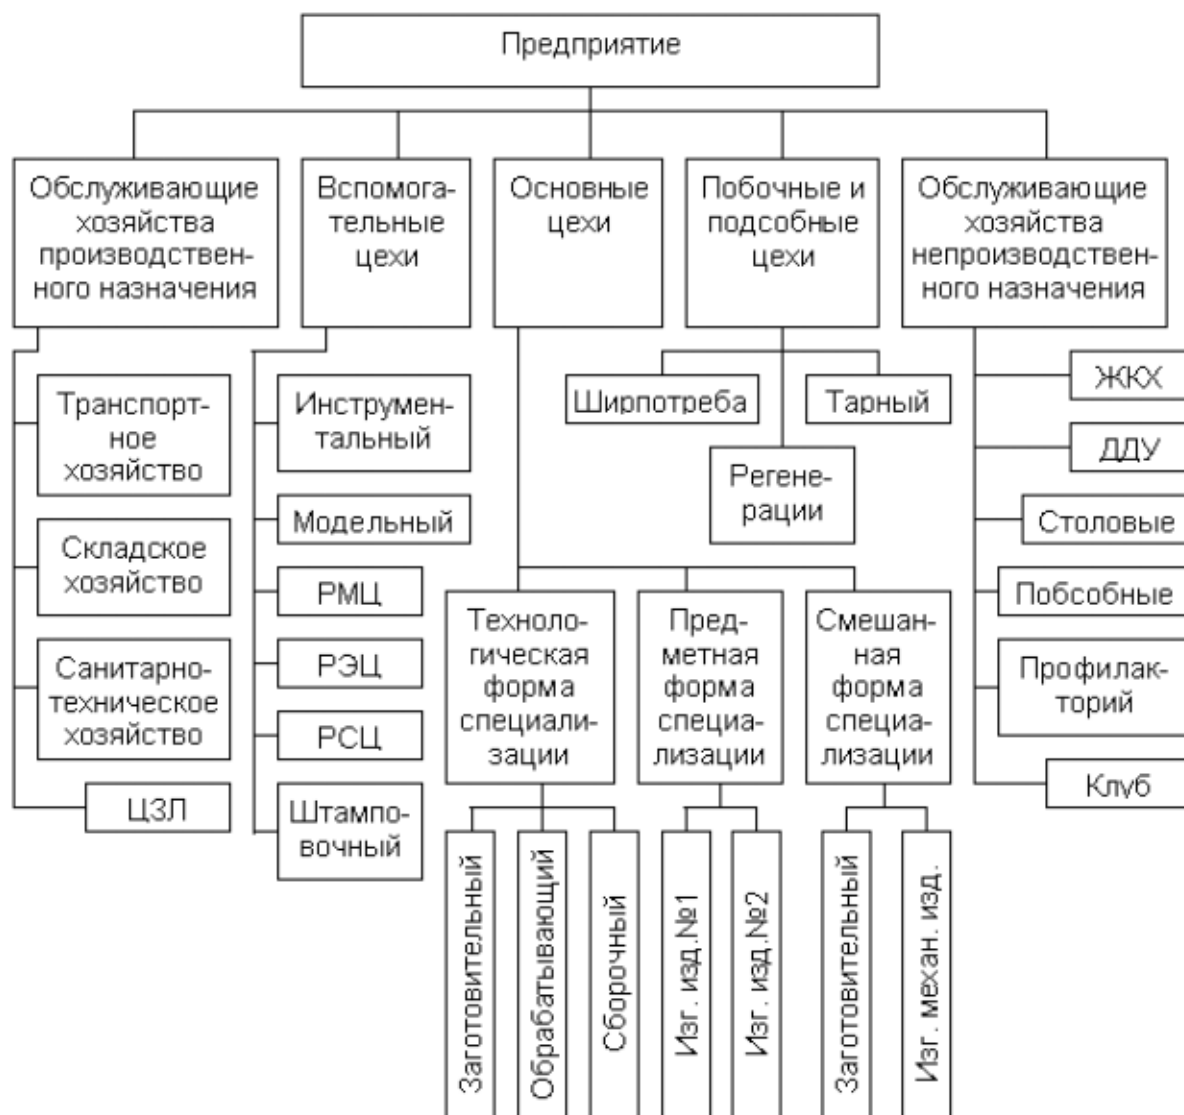 Предприятие
Обслуживающие
хозяйства
производствен-
ного назначения
Вспомога-
тельные
цехи
Основные
цехи
Побочные и
подсобные
цехи
Обслуживающие
хозяйства
непроизводствен-
ного назначения
Транспорт-
ное
хозяйство
Складское
хозяйство
Санитарно-
техническое
хозяйство
ЦЗЛ
Инструмен-
тальный
Модельный
РМЦ
РЭЦ
РСЦ
Штампо-
вочный
Ширпотреба
Тарный
Регене-
рации
Техноло-
гическая
форма
специали-
зации
Пред-
метная
форма
специа-
лизации
Смешан-
ная
форма
специа-
лизации
Заготовительный
Обрабатывающий
Сборочный
Изг. изд.№1
Изг. изд.№2
Заготовительный
Изг. механ. изд.
ЖКХ
ДДУ
Столовые
Побсобные
Профилак-
торий
Клуб